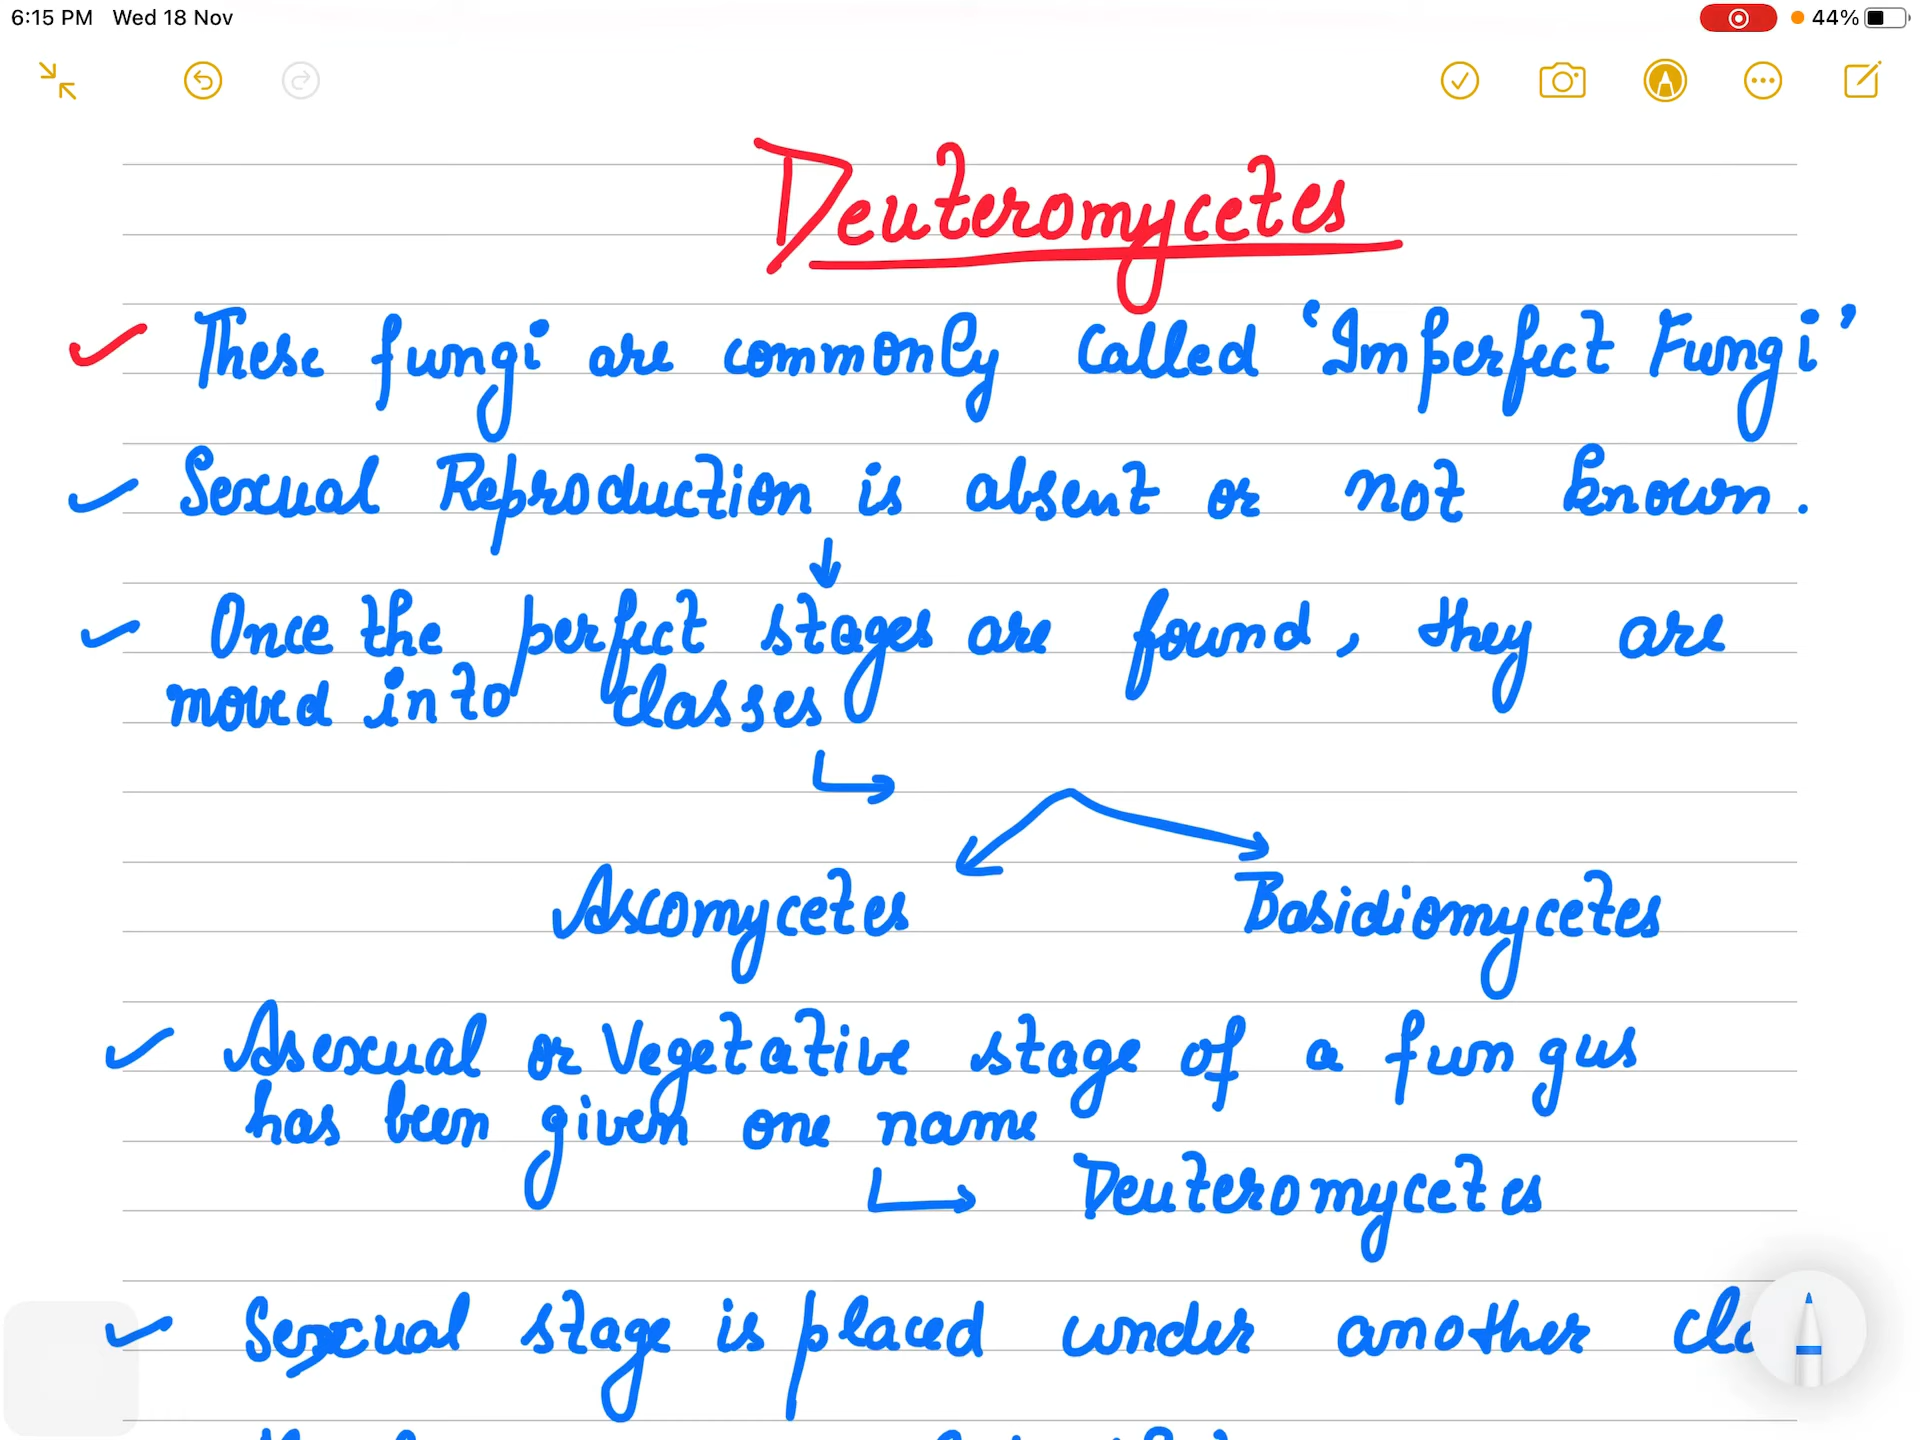 6:15 PM Wed 18 Nov 44%
Deuteromycetes
These fungi are commonly called 'Imperfect Fungi'
Sexual Reproduction is absent or not known.
Once the perfect stages are found, they are
moved into classes
Ascomycetes Basidiomycetes
Asexual or Vegetative stage of a fungus
has been given one name
Deuteromycetes
Sexual stage is placed under another